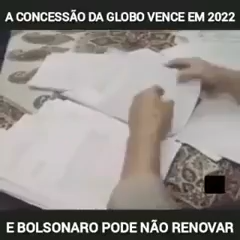 A CONCESSÃO DA GLOBO VENCE EM 2022
E BOLSONARO PODE NÃO RENOVAR